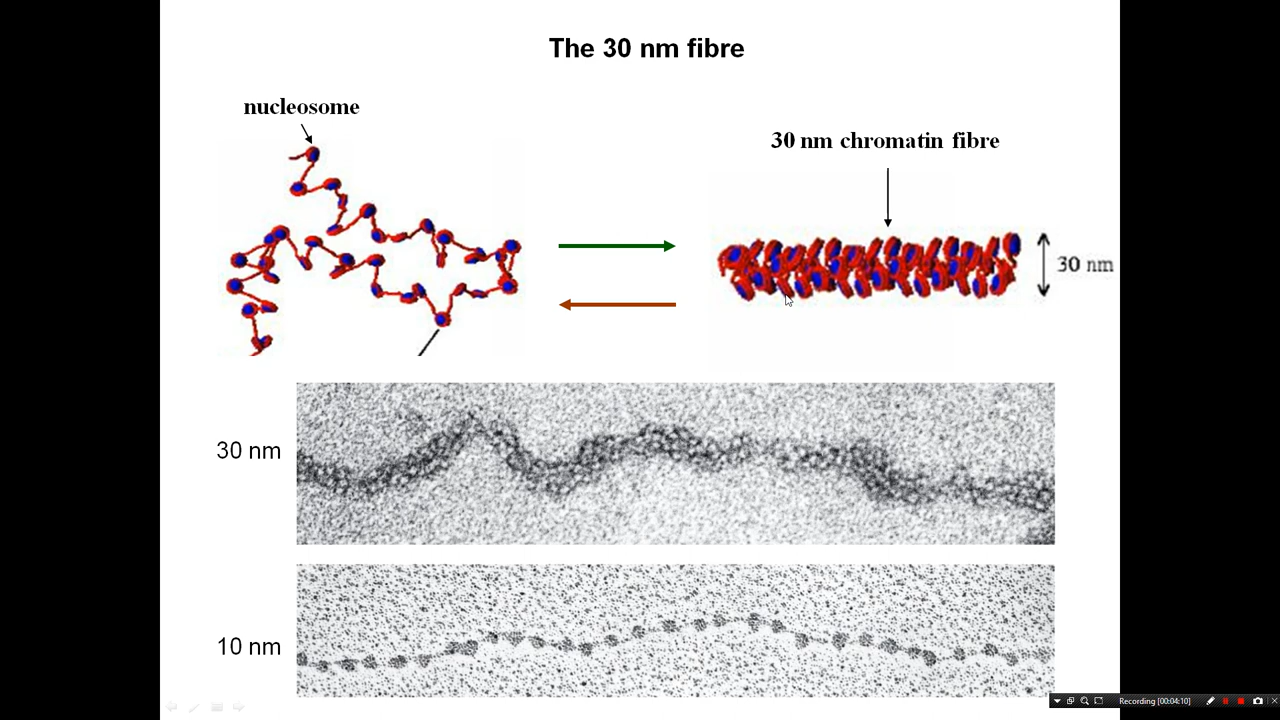 The 30 nm fibre
nucleosome
30 nm chromatin fibre
30 nm
30 nm
10 nm
Recording [00:04:10]